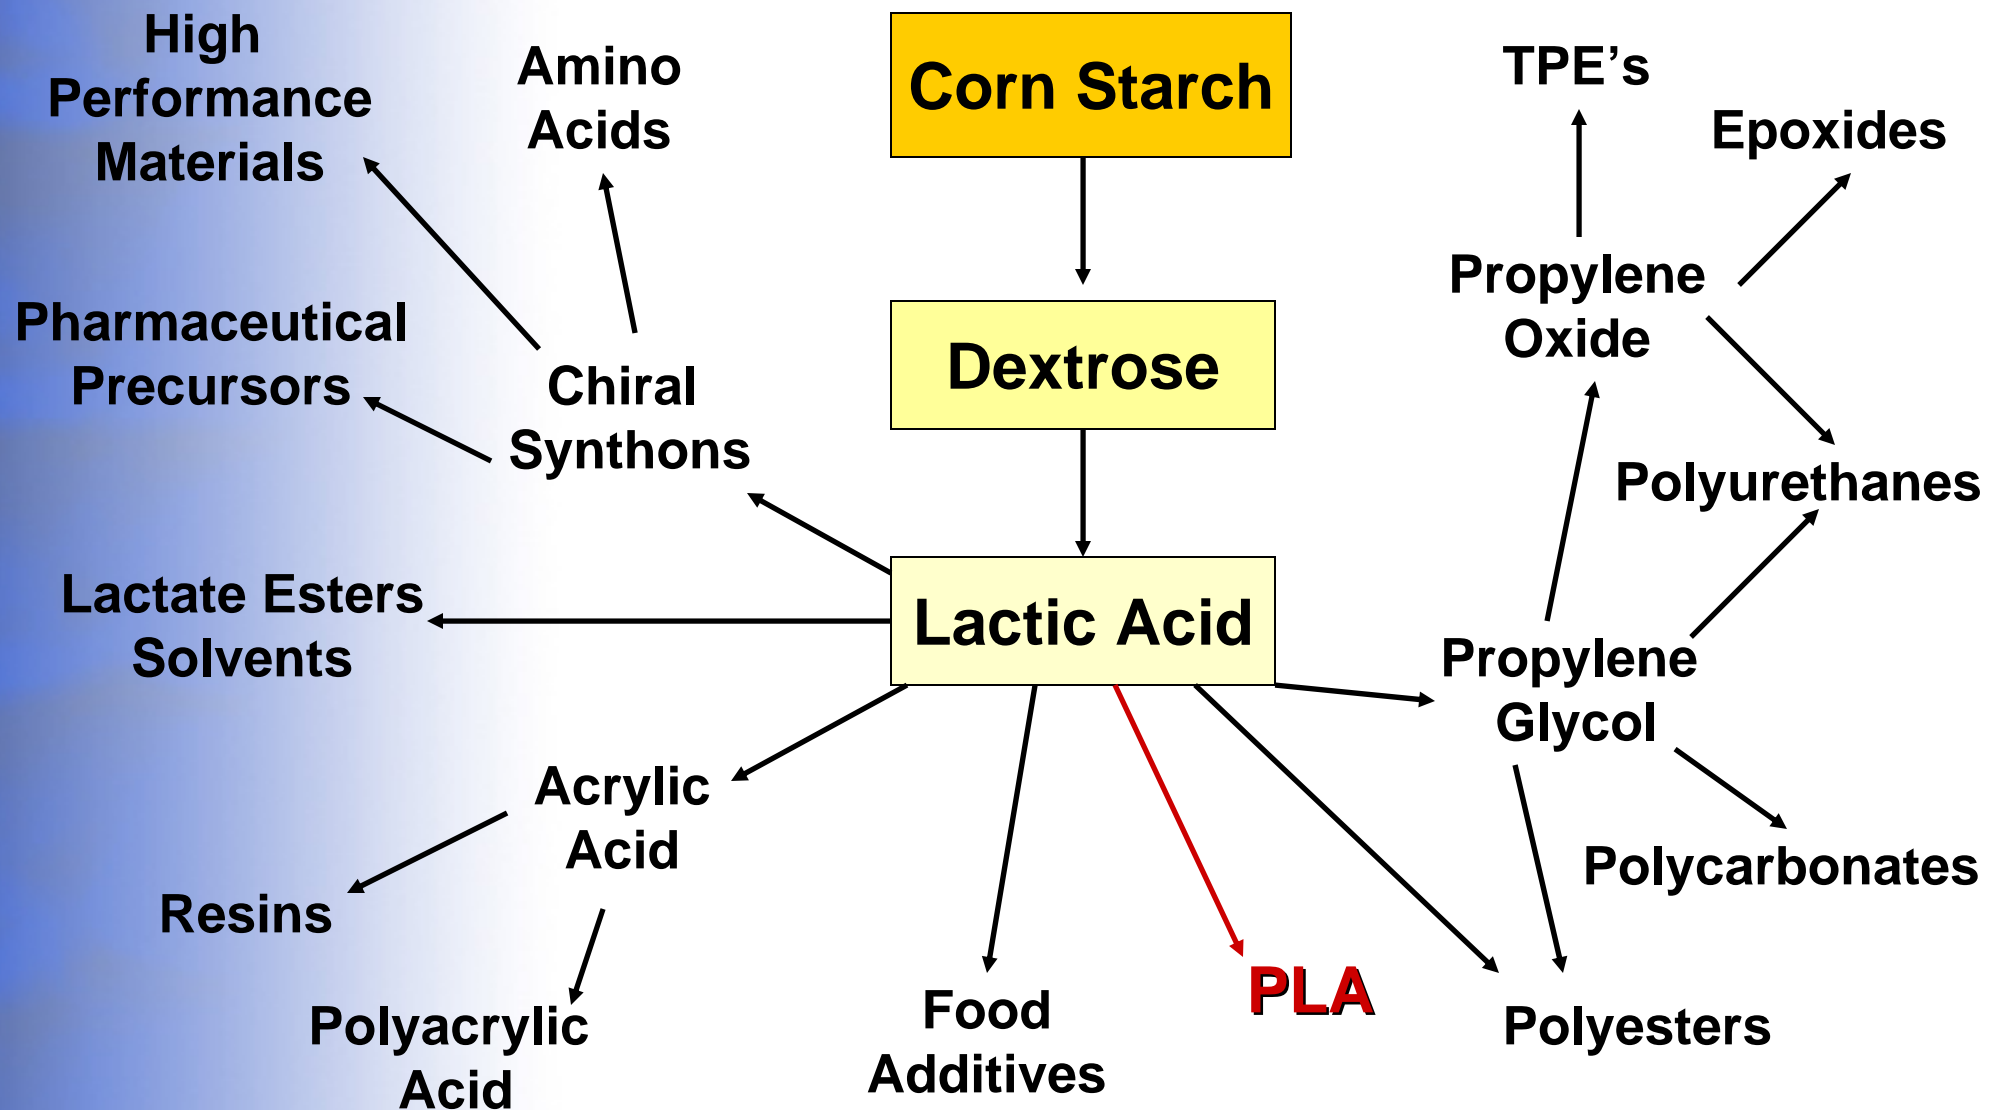 High
Performance
Materials
Amino
Acids
Corn Starch
TPE’s
Epoxides
Pharmaceutical
Precursors
Chiral
Synthons
Dextrose
Propylene
Oxide
Polyurethanes
Lactate Esters
Solvents
Lactic Acid
Propylene
Glycol
Acrylic
Acid
Polycarbonates
Resins
Polyacrylic
Acid
Food
Additives
PLA
Polyesters